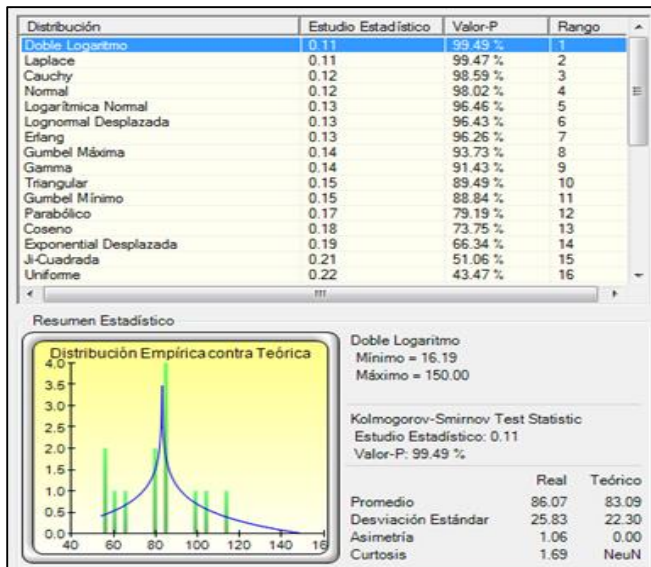 Distribución Estudio Estadístico Valor-P Rango
Doble Logaritmo 0.11 99.49 % 1
Laplace 0.11 99.47 % 2
Cauchy 0.12 98.59 % 3
Normal 0.12 98.02 % 4
Logarítmica Normal 0.13 96.46 % 5
Lognormal Desplazada 0.13 96.43 % 6
Erlang 0.13 96.26 % 7
Gumbel Máxima 0.14 93.73 % 8
Gamma 0.14 91.43 % 9
Triangular 0.15 89.49 % 10
Gumbel Mínimo 0.15 88.84 % 11
Parabólico 0.17 79.19 % 12
Coseno 0.18 73.75 % 13
Exponential Desplazada 0.19 66.34 % 14
Ji-Cuadrada 0.21 51.06 % 15
Uniforme 0.22 43.47 % 16
Resumen Estadístico
Distribución Empírica contra Teórica
4.0
3.5
3.0
2.5
2.0
1.5
1.0
0.5
0.0
40 60 80 100 120 140 16
Doble Logaritmo
Mínimo = 16.19
Máximo = 150.00
Kolmogorov-Smirnov Test Statistic
Estudio Estadístico: 0.11
Valor-P: 99.49 %
Real Teórico
Promedio 86.07 83.09
Desviación Estándar 25.83 22.30
Asimetría 1.06 0.00
Curtosis 1.69 NeuN